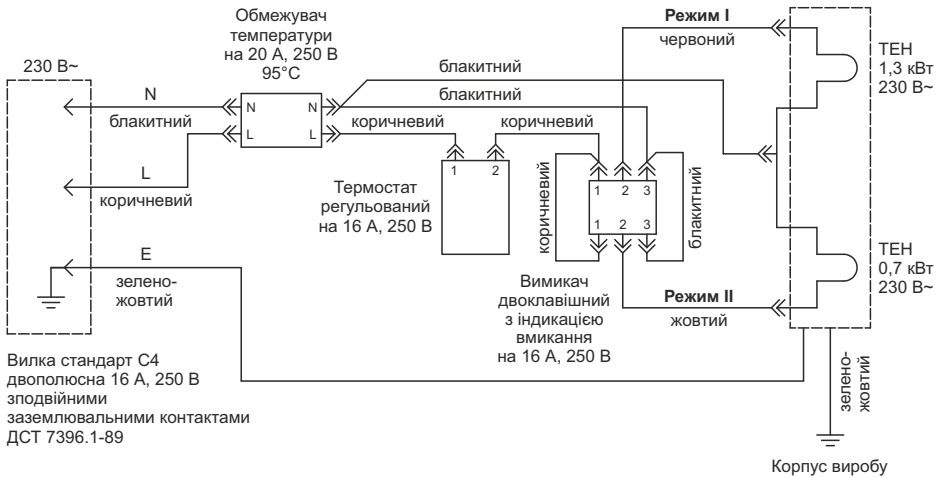 230 В~
N
блакитний
L
коричневий
E
зелено-
жовтий
Вилка стандарт С4
двополюсна 16 А, 250 В
зподвійними
заземлювальними контактами
ДСТ 7396.1-89
Обмежувач
температури
на 20 А, 250 В
95°С
N
N
L
L
блакитний
блакитний
коричневий
коричневий
1
2
Термостат
регульований
на 16 А, 250 В
Режим I
червоний
коричневий
1 2 3
1 2 3
блакитний
Режим II
жовтий
Вимикач
двоклавішний
з індикацією
вмикання
на 16 А, 250 В
ТЕН
1,3 кВт
230 В~
ТЕН
0,7 кВт
230 В~
зелено-
жовтий
Корпус виробу